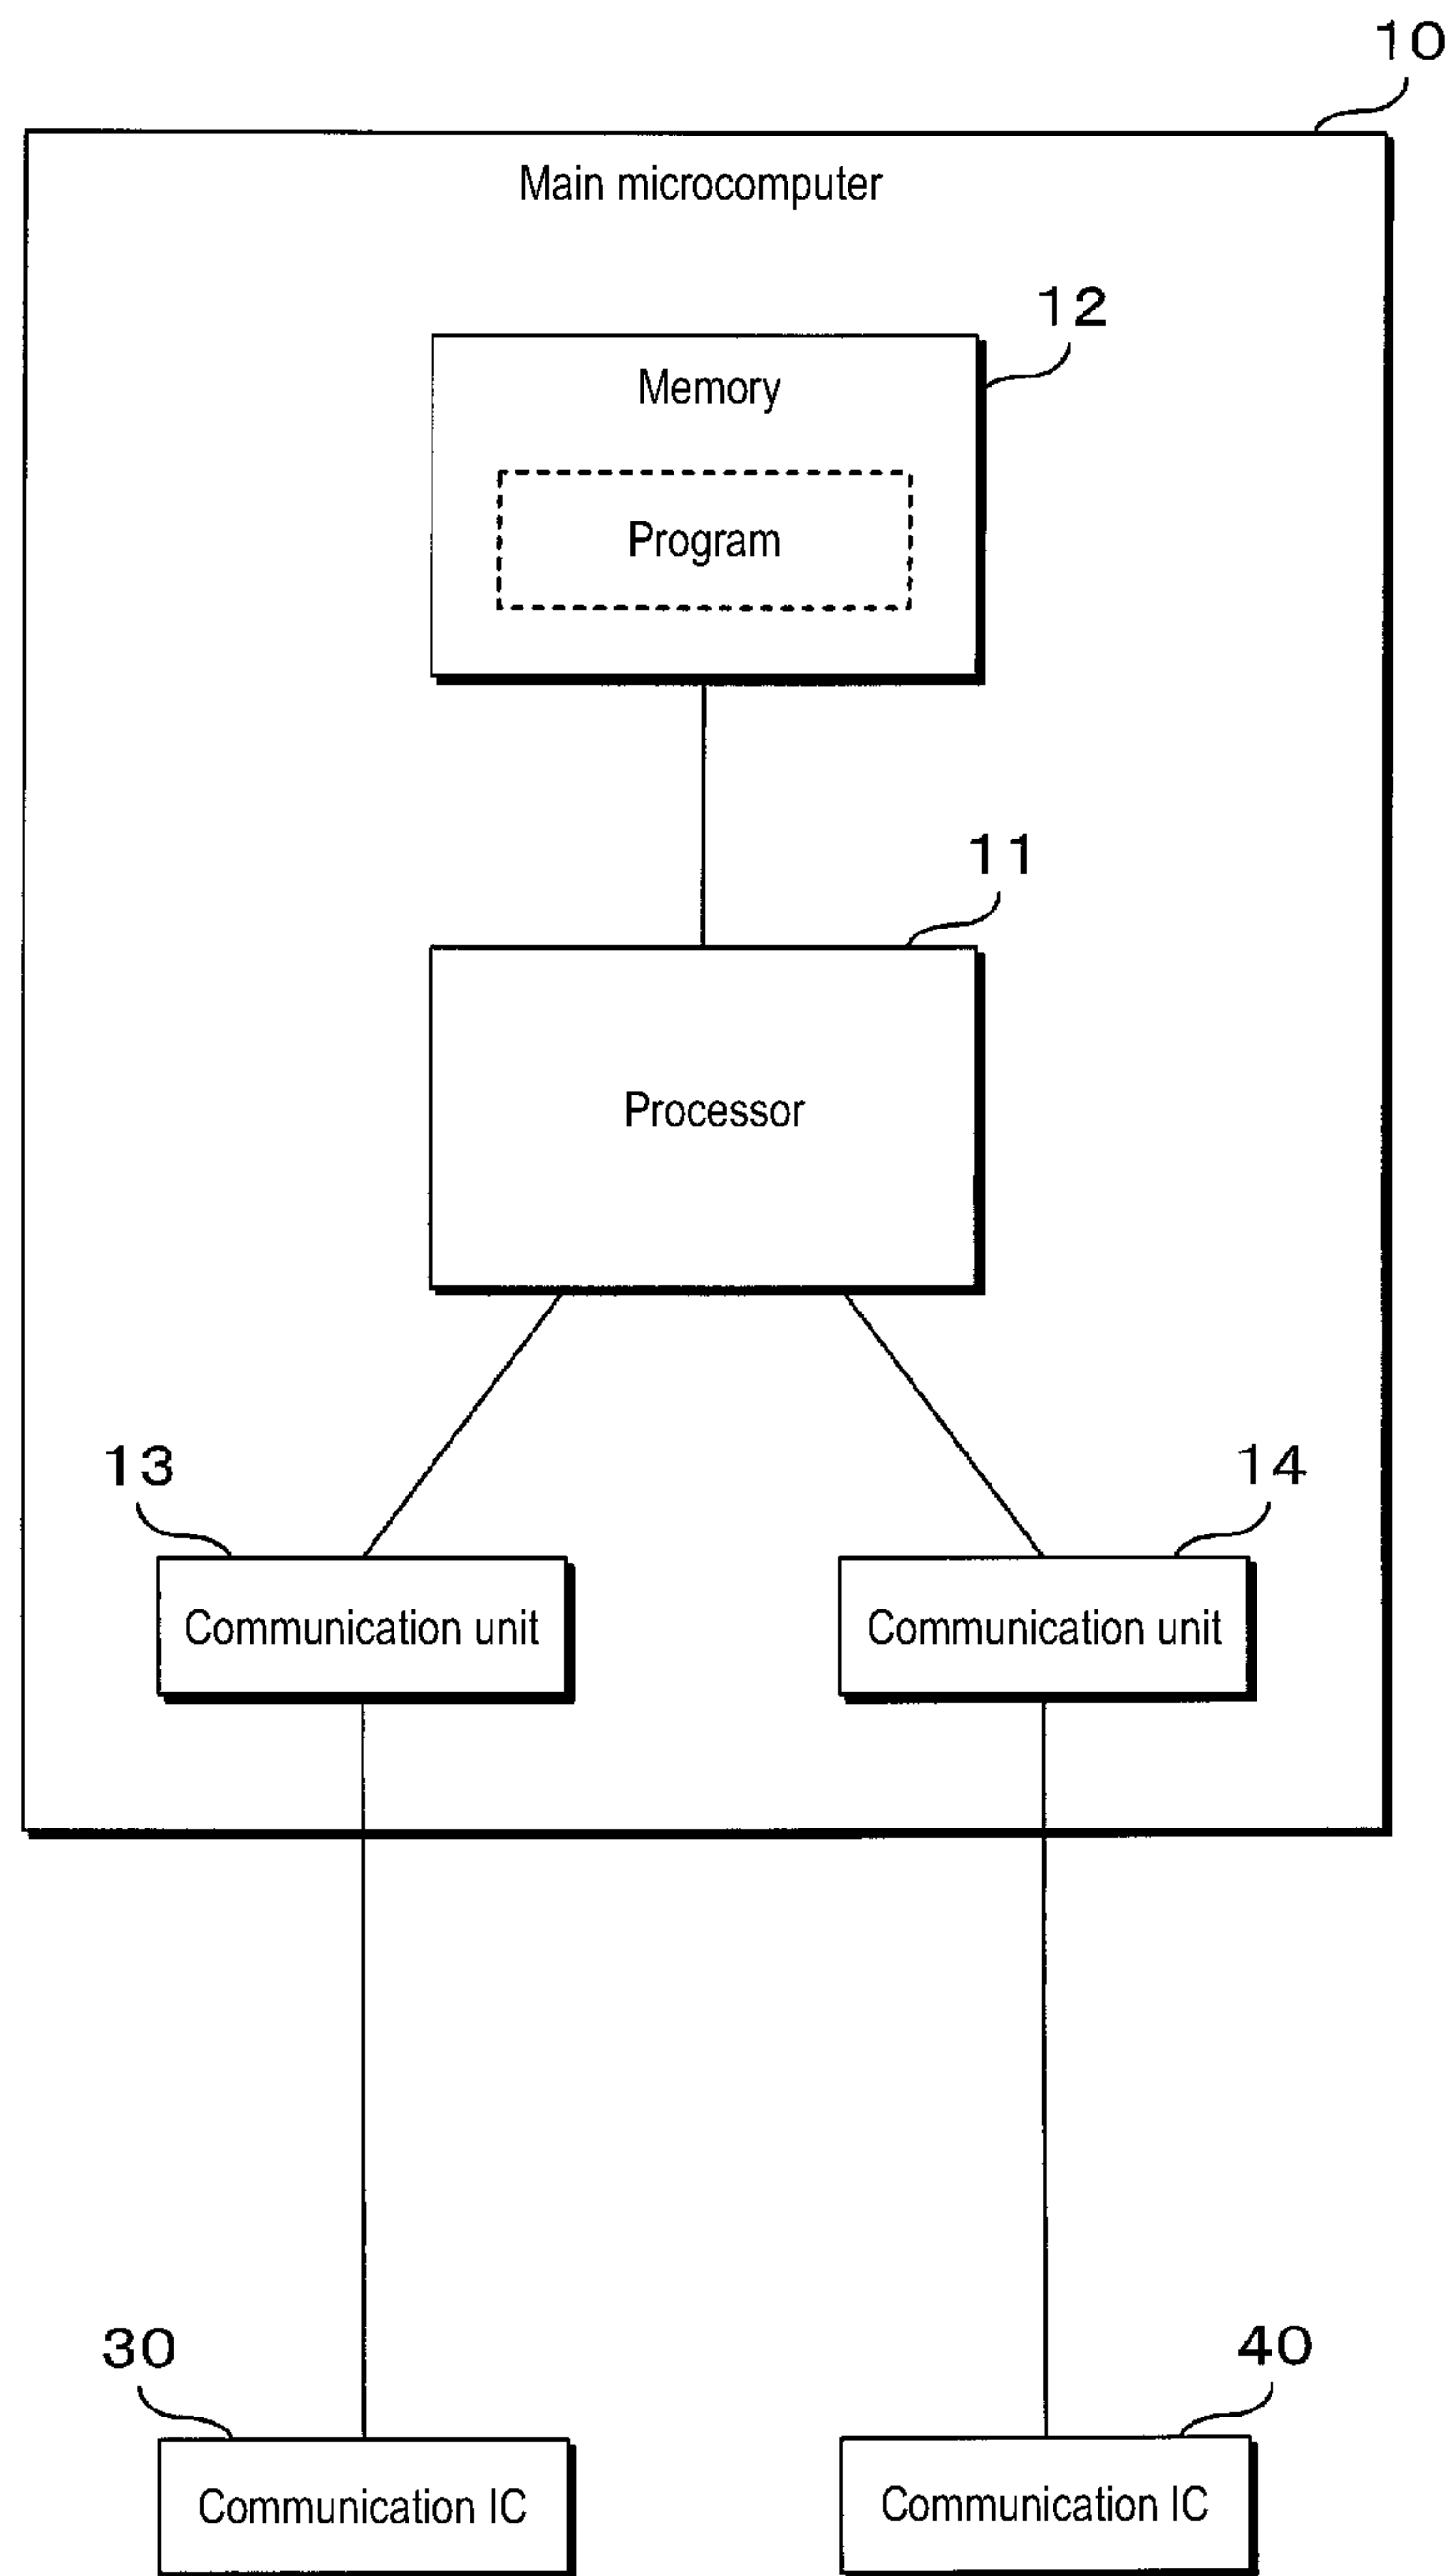 10
Main microcomputer
12
Memory
Program
11
Processor
13
14
Communication unit
Communication unit
30
40
Communication IC
Communication IC